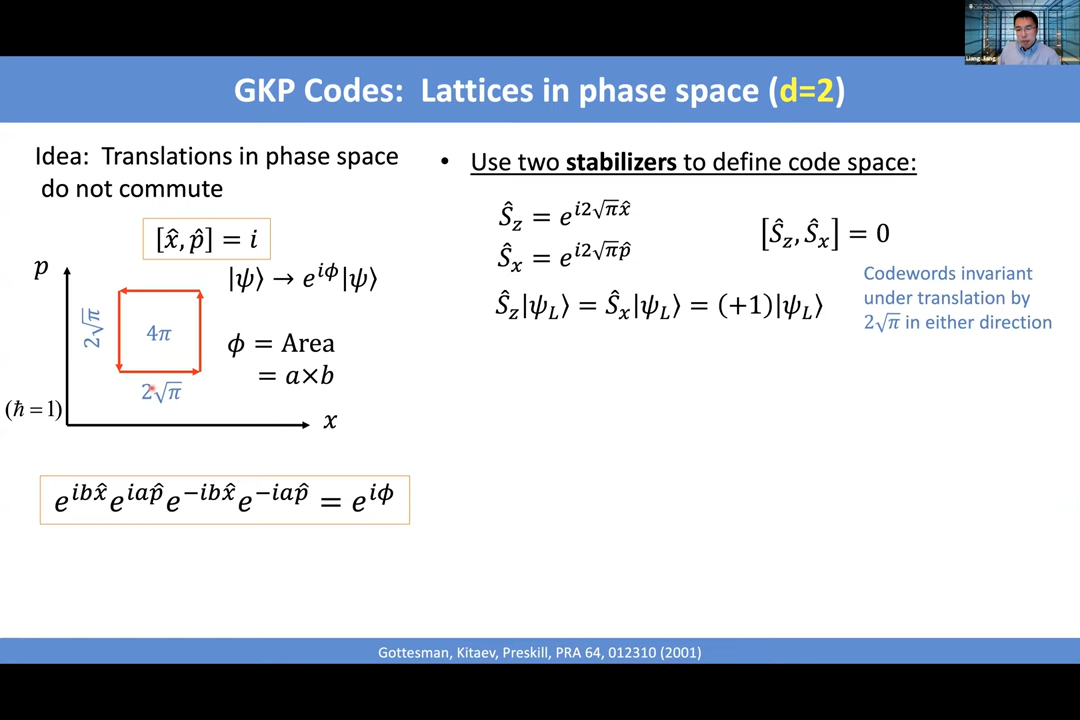 Liang Jiang
GKP Codes: Lattices in phase space (d=2)
Idea: Translations in phase space
do not commute
[x̂, p̂] = i
|ψ⟩ → e^{iϕ}|ψ⟩
p
2√π
4π
2√π
ϕ = Area
= a×b
(ħ = 1)
x
e^{ibx̂}e^{iap̂}e^{−ibx̂}e^{−iap̂} = e^{iϕ}
• Use two stabilizers to define code space:
Ŝ_z = e^{i2√πx̂}
Ŝ_x = e^{i2√πp̂}
[Ŝ_z, Ŝ_x] = 0
Ŝ_z|ψ_L⟩ = Ŝ_x|ψ_L⟩ = (+1)|ψ_L⟩
Codewords invariant
under translation by
2√π in either direction
Gottesman, Kitaev, Preskill, PRA 64, 012310 (2001)